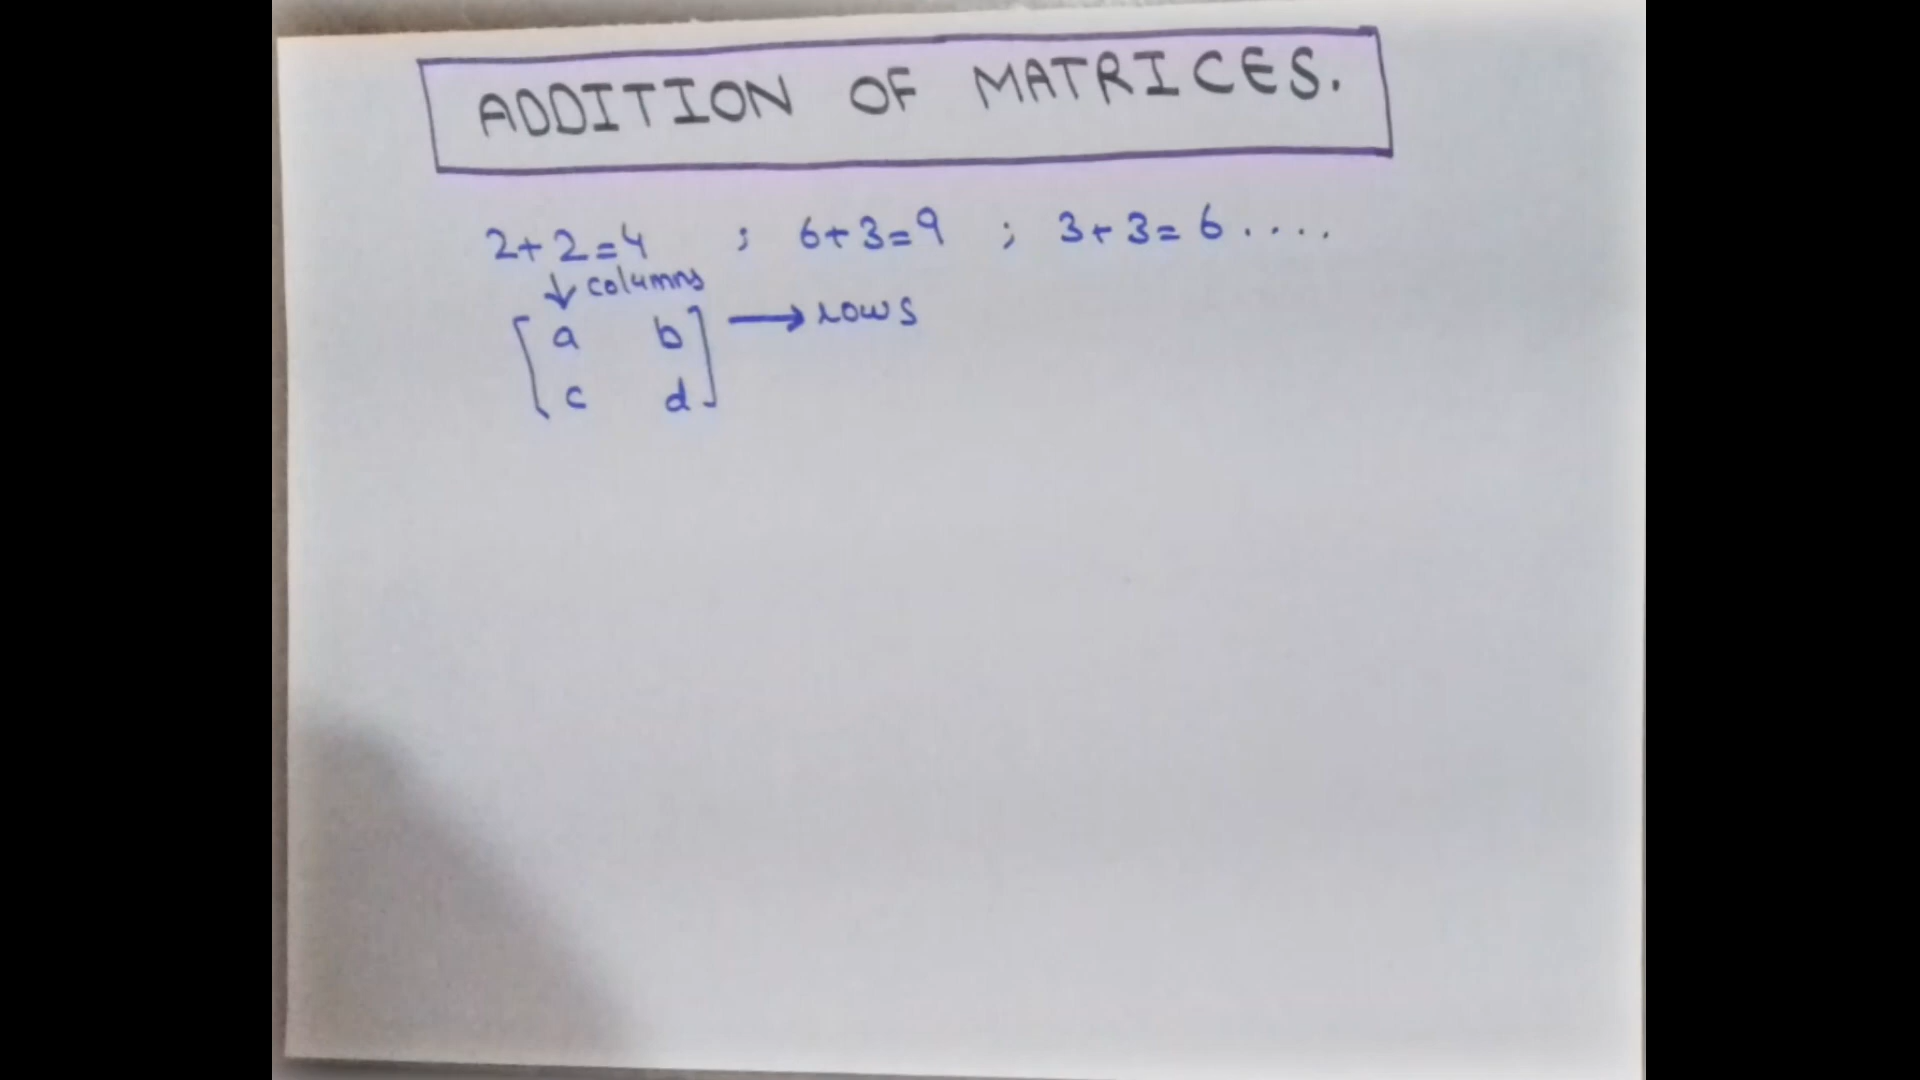 ADDITION OF MATRICES.
2+2=4 ; 6+3=9 ; 3+3=6....
↓ columns
[a b] → rows
[c d]